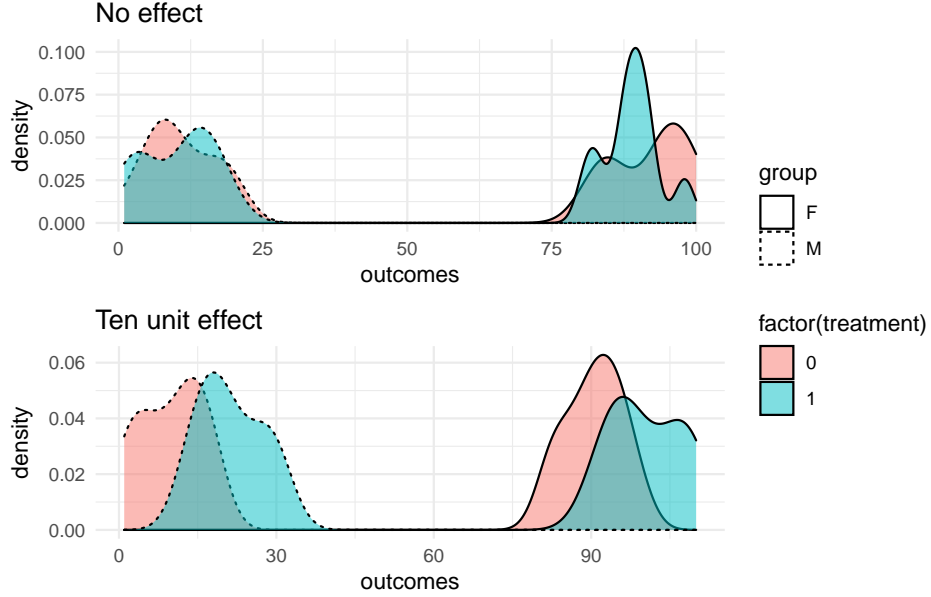 No effect
0.100
0.075
0.050
0.025
0.000
density
0 25 50 75 100
outcomes
Ten unit effect
0.06
0.04
0.02
0.00
density
0 30 60 90
outcomes
group
F
M
factor(treatment)
0
1